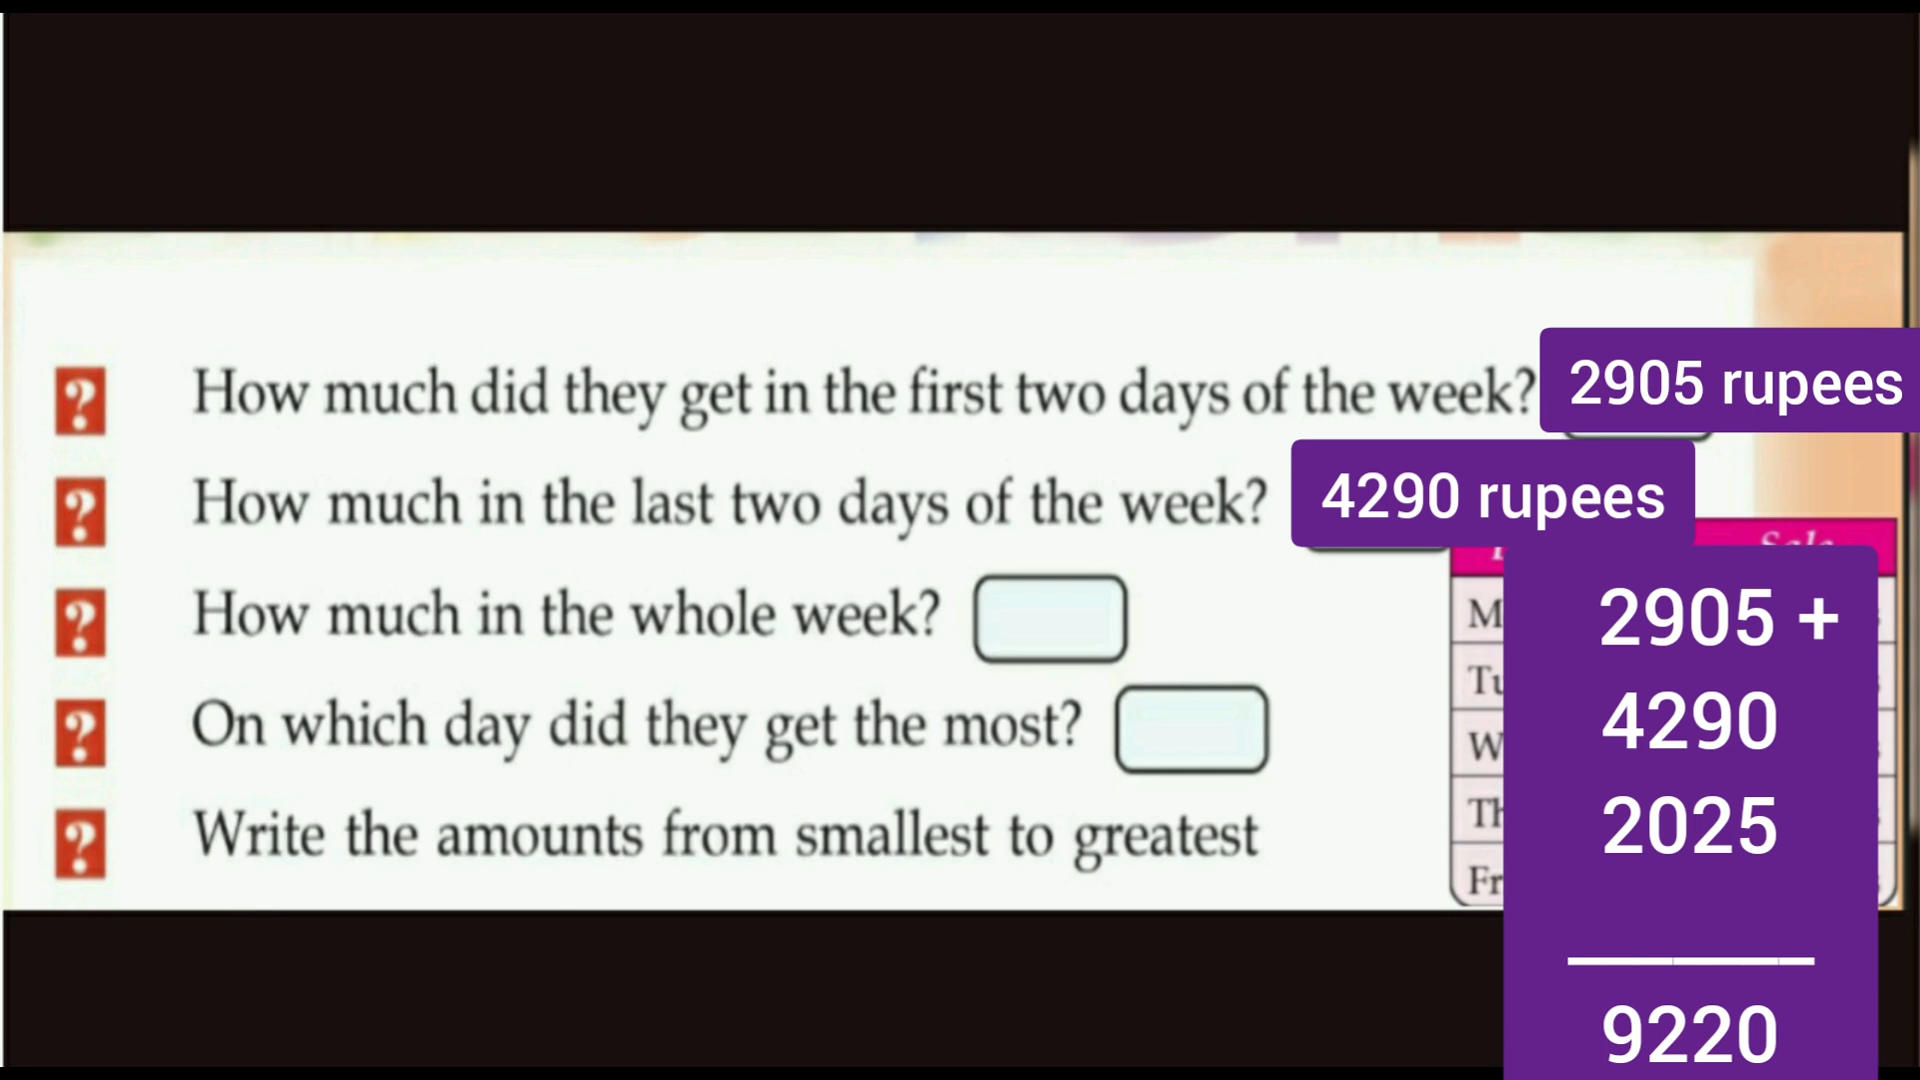 ? How much did they get in the first two days of the week? 2905 rupees
? How much in the last two days of the week? 4290 rupees
? How much in the whole week?
? On which day did they get the most?
? Write the amounts from smallest to greatest
Sale
M
Tu
W
Th
Fr
2905 +
4290
2025
9220